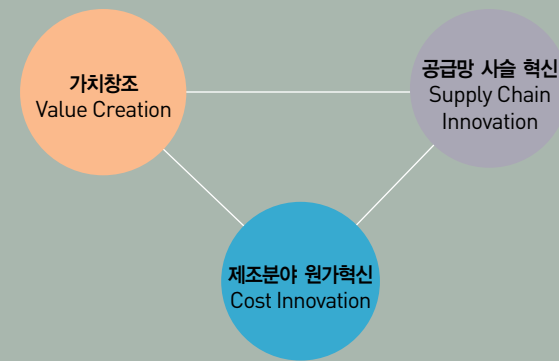 가치창조
Value Creation
공급망 사슬 혁신
Supply Chain
Innovation
제조분야 원가혁신
Cost Innovation